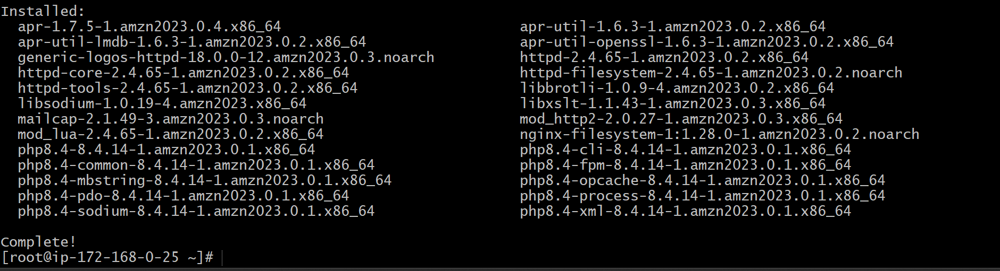 Installed:
apr-1.7.5-1.amzn2023.0.4.x86_64 apr-util-1.6.3-1.amzn2023.0.2.x86_64
apr-util-lmdb-1.6.3-1.amzn2023.0.2.x86_64 apr-util-openssl-1.6.3-1.amzn2023.0.2.x86_64
generic-logos-httpd-18.0.0-12.amzn2023.0.3.noarch httpd-2.4.65-1.amzn2023.0.2.x86_64
httpd-core-2.4.65-1.amzn2023.0.2.x86_64 httpd-filesystem-2.4.65-1.amzn2023.0.2.noarch
httpd-tools-2.4.65-1.amzn2023.0.2.x86_64 libbrotli-1.0.9-4.amzn2023.0.2.x86_64
libsodium-1.0.19-4.amzn2023.x86_64 libxslt-1.1.43-1.amzn2023.0.3.x86_64
mailcap-2.1.49-3.amzn2023.0.3.noarch mod_http2-2.0.27-1.amzn2023.0.3.x86_64
mod_lua-2.4.65-1.amzn2023.0.2.x86_64 nginx-filesystem-1:1.28.0-1.amzn2023.0.2.noarch
php8.4-8.4.14-1.amzn2023.0.1.x86_64 php8.4-cli-8.4.14-1.amzn2023.0.1.x86_64
php8.4-common-8.4.14-1.amzn2023.0.1.x86_64 php8.4-fpm-8.4.14-1.amzn2023.0.1.x86_64
php8.4-mbstring-8.4.14-1.amzn2023.0.1.x86_64 php8.4-opcache-8.4.14-1.amzn2023.0.1.x86_64
php8.4-pdo-8.4.14-1.amzn2023.0.1.x86_64 php8.4-process-8.4.14-1.amzn2023.0.1.x86_64
php8.4-sodium-8.4.14-1.amzn2023.0.1.x86_64 php8.4-xml-8.4.14-1.amzn2023.0.1.x86_64
Complete!
[root@ip-172-168-0-25 ~]#